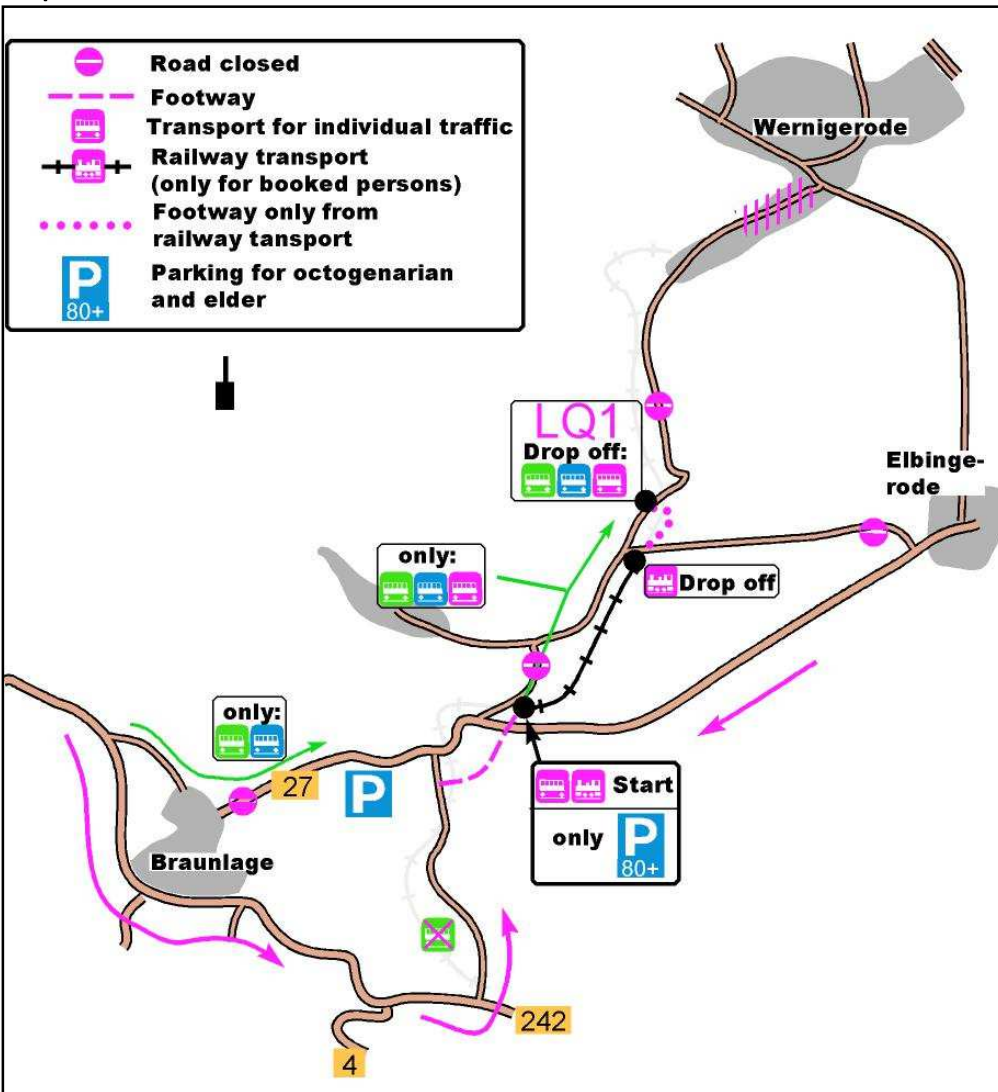 Road closed
Footway
Transport for individual traffic
Railway transport
(only for booked persons)
Footway only from
railway tansport
P
80+
Parking for octogenarian
and elder
Wernigerode
LQ1
Drop off:
Elbinge-
rode
only:
Drop off
only:
27
P
Start
only
P
80+
Braunlage
242
4